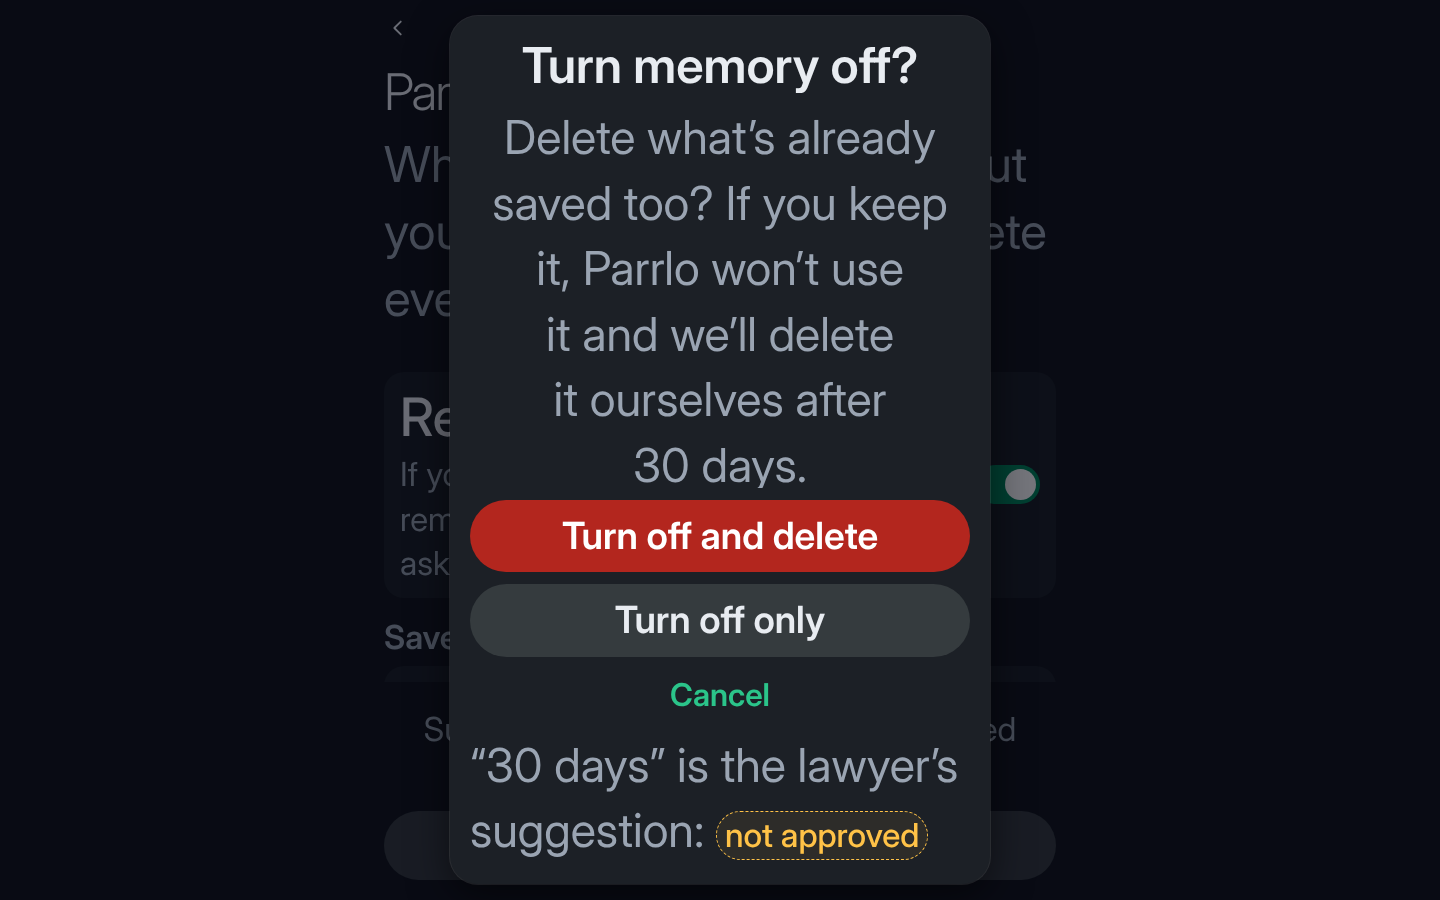 Turn memory off?
Delete what’s already
saved too? If you keep
it, Parrlo won’t use
it and we’ll delete
it ourselves after
30 days.
Turn off and delete
Turn off only
Cancel
“30 days” is the lawyer’s
suggestion: not approved